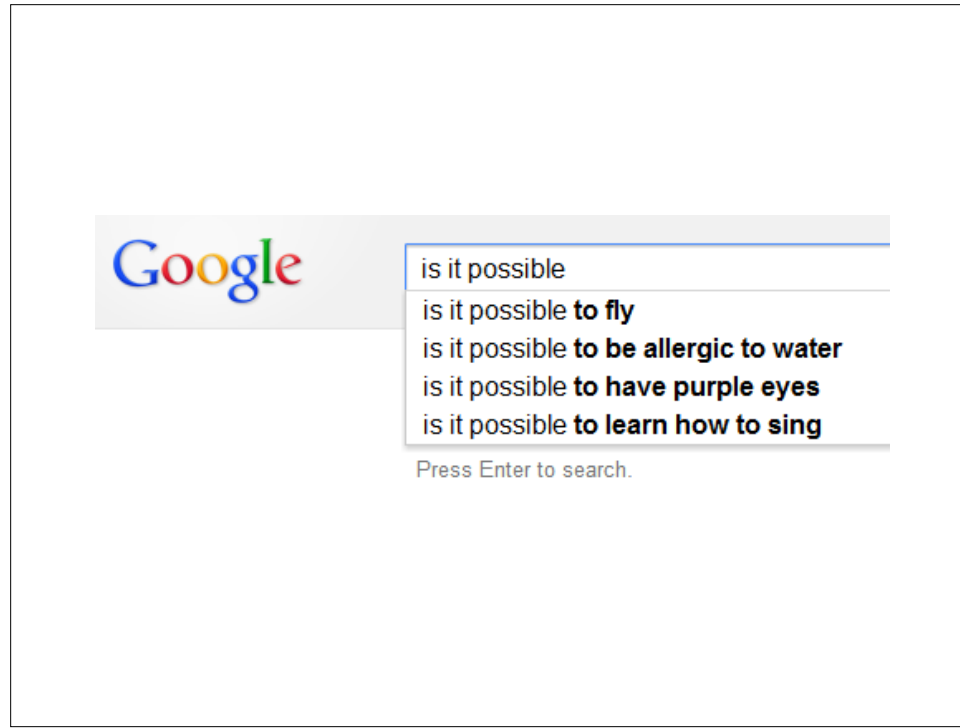 Google
is it possible
is it possible to fly
is it possible to be allergic to water
is it possible to have purple eyes
is it possible to learn how to sing
Press Enter to search.